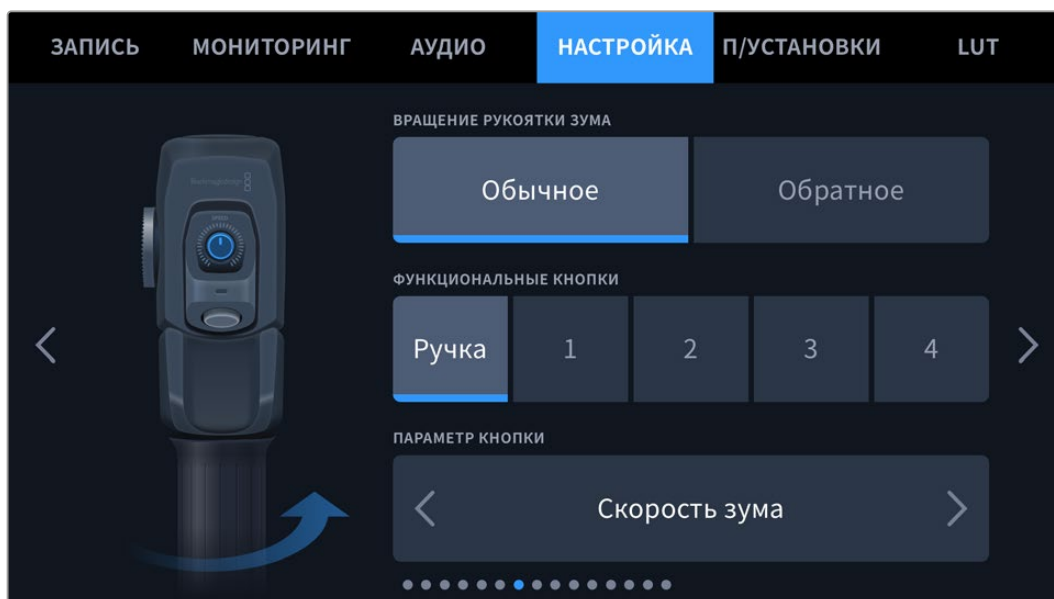 ЗАПИСЬ МОНИТОРИНГ АУДИО НАСТРОЙКА П/УСТАНОВКИ LUT
ВРАЩЕНИЕ РУКОЯТКИ ЗУМА
Обычное Обратное
ФУНКЦИОНАЛЬНЫЕ КНОПКИ
Ручка 1 2 3 4
ПАРАМЕТР КНОПКИ
Скорость зума